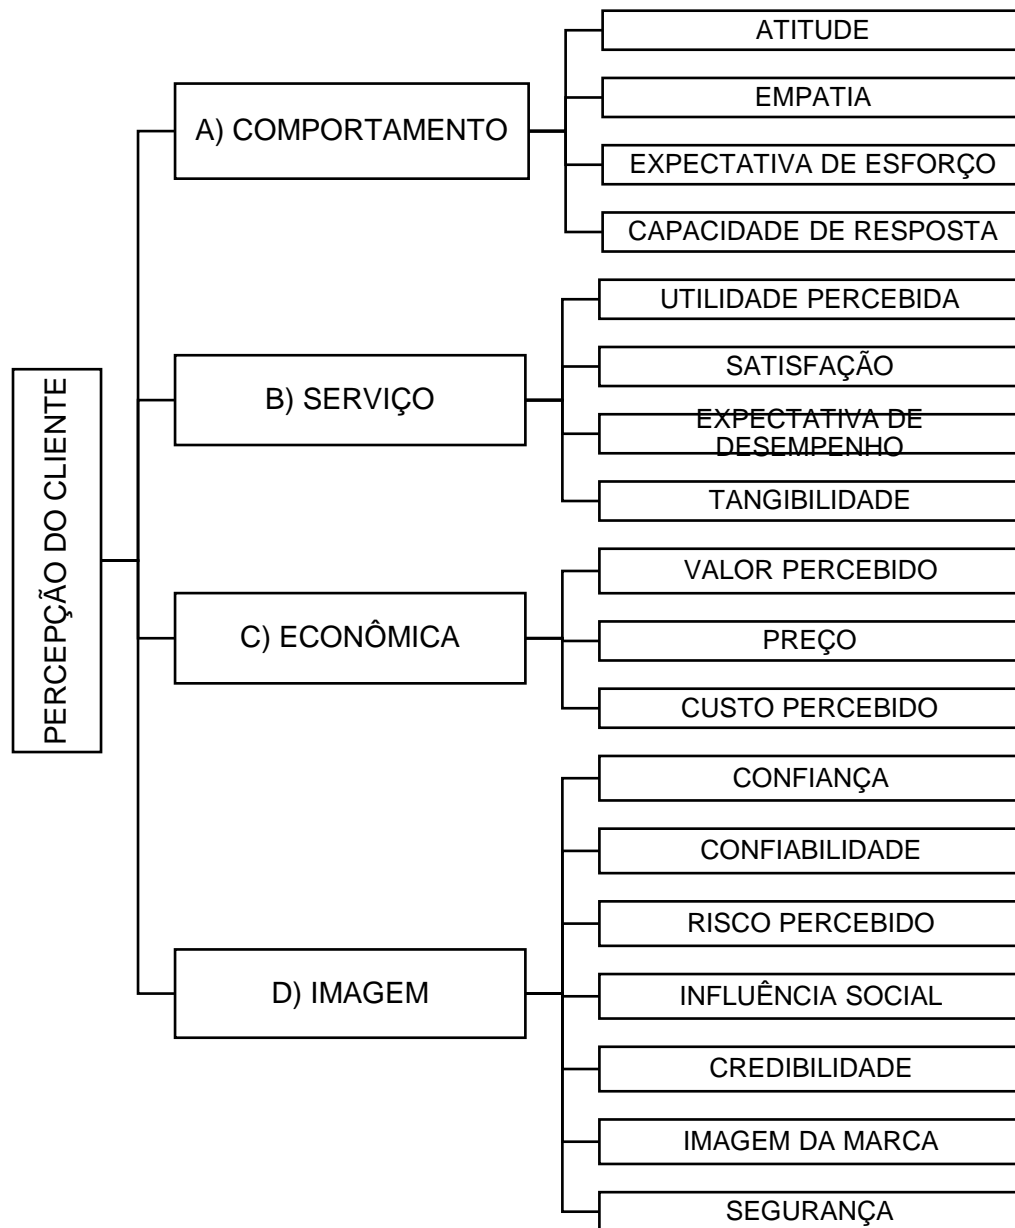 PERCEPÇÃO DO CLIENTE
A) COMPORTAMENTO
ATITUDE
EMPATIA
EXPECTATIVA DE ESFORÇO
CAPACIDADE DE RESPOSTA
B) SERVIÇO
UTILIDADE PERCEBIDA
SATISFAÇÃO
EXPECTATIVA DE
DESEMPENHO
TANGIBILIDADE
C) ECONÔMICA
VALOR PERCEBIDO
PREÇO
CUSTO PERCEBIDO
D) IMAGEM
CONFIANÇA
CONFIABILIDADE
RISCO PERCEBIDO
INFLUÊNCIA SOCIAL
CREDIBILIDADE
IMAGEM DA MARCA
SEGURANÇA